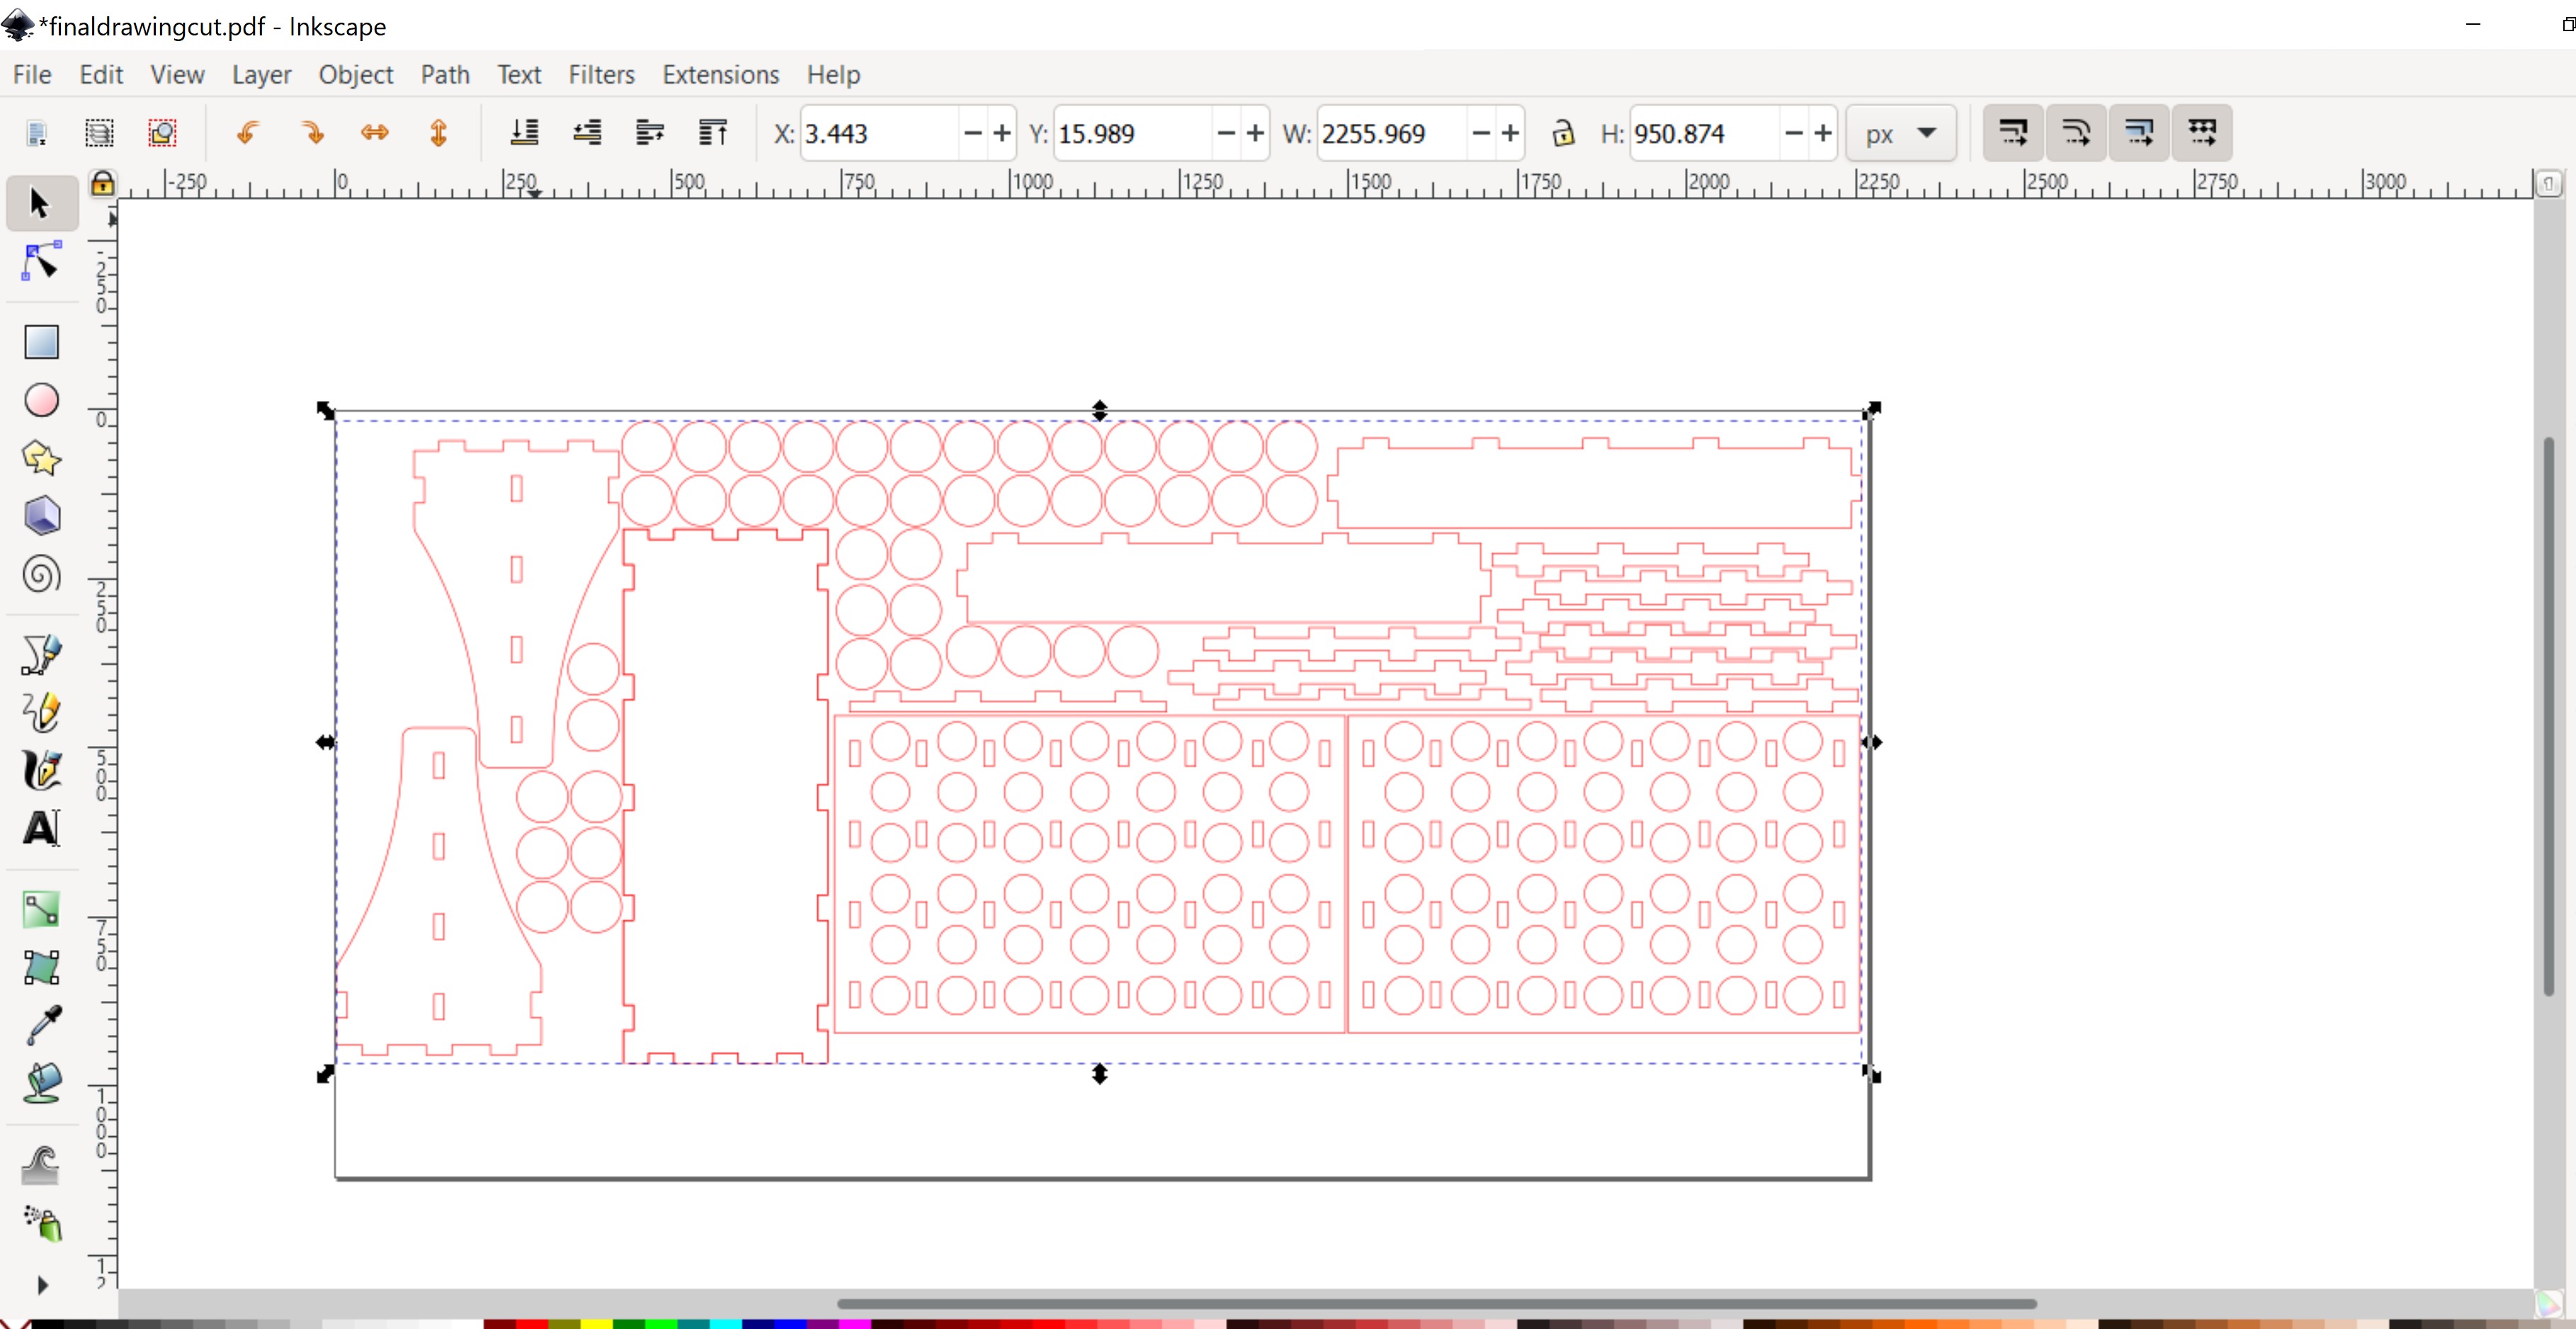 *finaldrawingcut.pdf - Inkscape
File Edit View Layer Object Path Text Filters Extensions Help
X: 3.443 Y: 15.989 W: 2255.969 H: 950.874 px
-250 0 250 500 750 1000 1250 1500 1750 2000 2250 2500 2750 3000
-250
0
250
500
750
1000
12